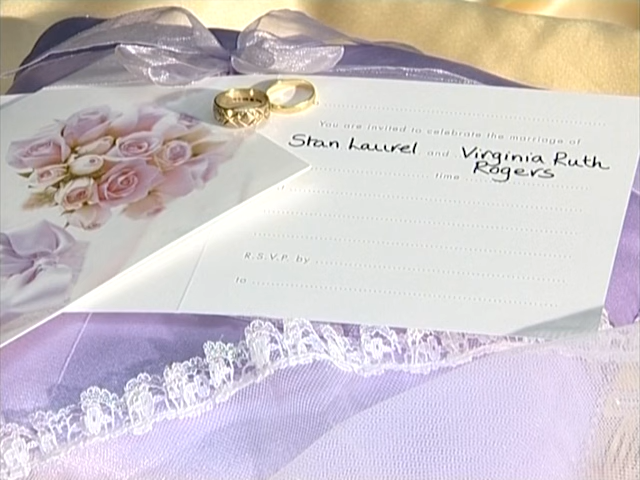 You are invited to celebrate the marriage of
Stan Laurel and Virginia Ruth
Rogers
time
R.S.V.P. by
to